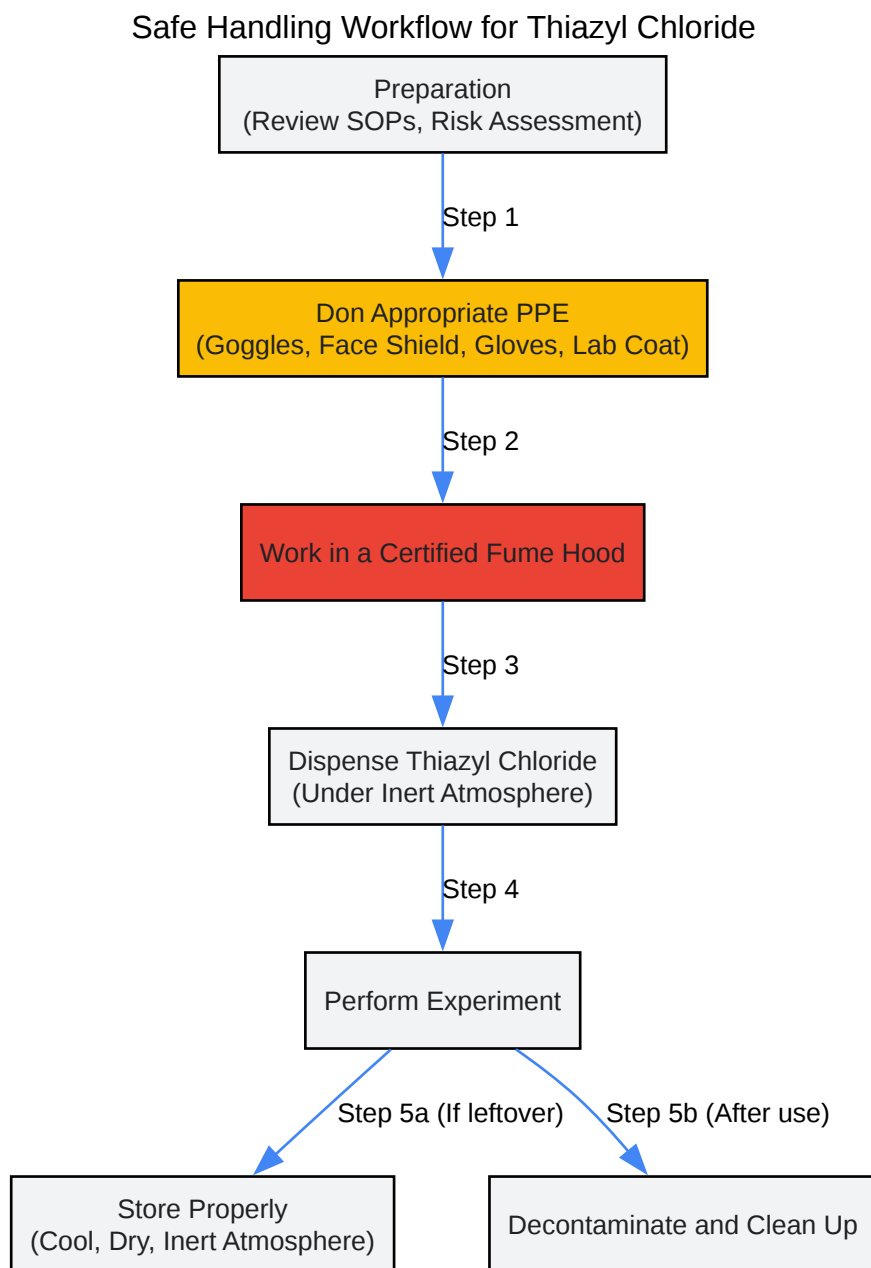 Safe Handling Workflow for Thiazyl Chloride
Preparation
(Review SOPs, Risk Assessment)
Step 1
Don Appropriate PPE
(Goggles, Face Shield, Gloves, Lab Coat)
Step 2
Work in a Certified Fume Hood
Step 3
Dispense Thiazyl Chloride
(Under Inert Atmosphere)
Step 4
Perform Experiment
Step 5a (If leftover)
Step 5b (After use)
Store Properly
(Cool, Dry, Inert Atmosphere)
Decontaminate and Clean Up